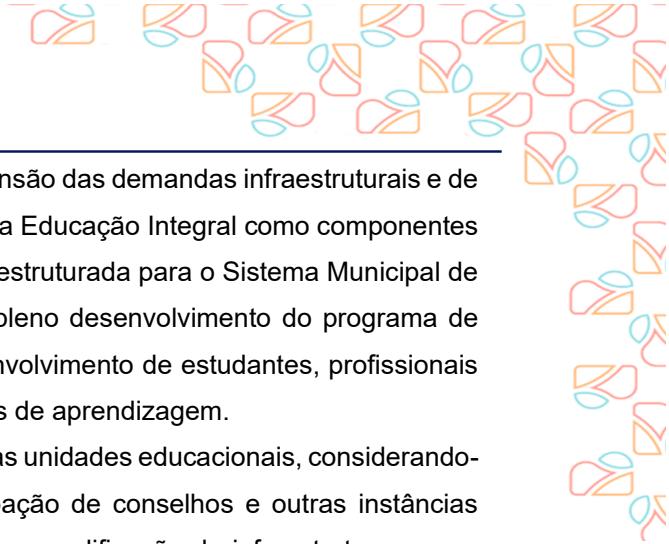 nsão das demandas infraestruturais e de
a Educação Integral como componentes
estruturada para o Sistema Municipal de
pleno desenvolvimento do programa de
nvolvimento de estudantes, profissionais
s de aprendizagem.
as unidades educacionais, considerando-
ação de conselhos e outras instâncias